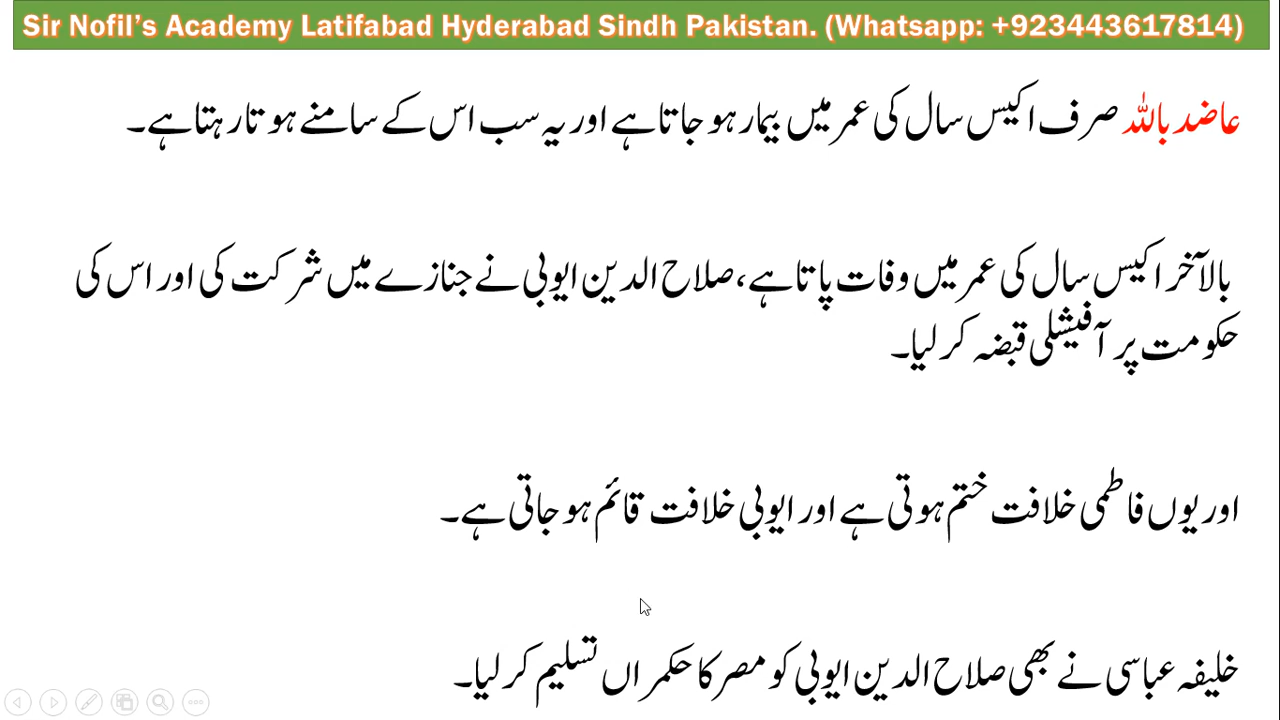 Sir Nofil's Academy Latifabad Hyderabad Sindh Pakistan. (Whatsapp: +923443617814)
عاضد باللہ صرف اکیس سال کی عمر میں بیمار ہو جاتا ہے اور یہ سب اس کے سامنے ہو تا رہتا ہے۔
بالآخر اکیس سال کی عمر میں وفات پاتا ہے، صلاح الدین ایوبی نے جنازے میں شرکت کی اور اس کی
حکومت پر آفیشلی قبضہ کر لیا۔
اور یوں فاطمی خلافت ختم ہوتی ہے اور ایوبی خلافت قائم ہو جاتی ہے۔
خلیفہ عباسی نے بھی صلاح الدین ایوبی کو مصر کا حکمراں تسلیم کر لیا۔